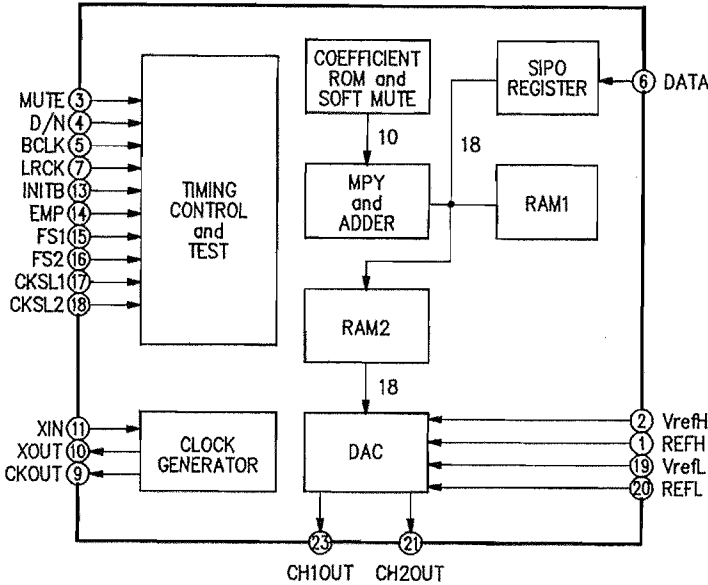 COEFFICIENT
ROM and
SOFT MUTE
SIPO
REGISTER
6 DATA
MUTE 3
D/N 4
BCLK 5
LRCK 7
INITB 13
EMP 14
FS1 15
FS2 16
CKSL1 17
CKSL2 18
TIMING
CONTROL
and
TEST
10
18
MPY
and
ADDER
RAM1
RAM2
18
XIN 11
XOUT 10
CKOUT 9
CLOCK
GENERATOR
DAC
2 VrefH
1 REFH
19 VrefL
20 REFL
23
21
CH1OUT
CH2OUT